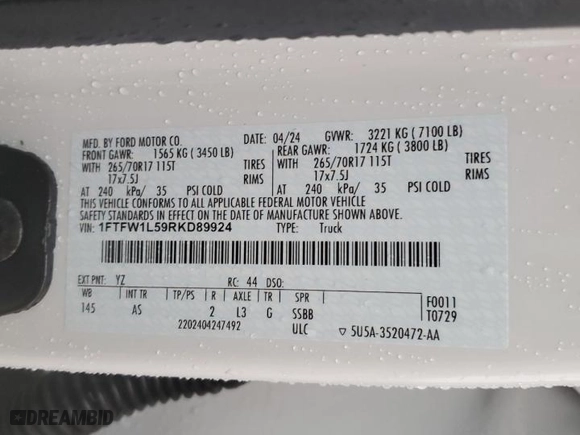 MFD. BY FORD MOTOR CO. 04/24 GVWR: 3221 KG ( 7100 LB)
FRONT GAWR: 1565 KG ( 3450 LB) REAR GAWR: 1724 KG ( 3800 LB)
WITH 265/70R17 115T TIRES WITH 265/70R17 115T TIRES
17x7.5J RIMS 17x7.5J RIMS
AT 240 kPa/ 35 PSI COLD AT 240 kPa/ 35 PSI COLD
THIS VEHICLE CONFORMS TO ALL APPLICABLE FEDERAL MOTOR VEHICLE
SAFETY STANDARDS IN EFFECT ON THE DATE OF MANUFACTURE SHOWN ABOVE.
VIN: 1FTFW1L59RKD89924 TYPE: Truck
EXT PNT: YZ RC: 44 DSO:
WB INT TR TP/PS R AXLE TR SPR F0011
145 AS 2 L3 G SSBB T0729
2202404247492 ULC ▽ 5U5A-3520472-AA
DREAMBID